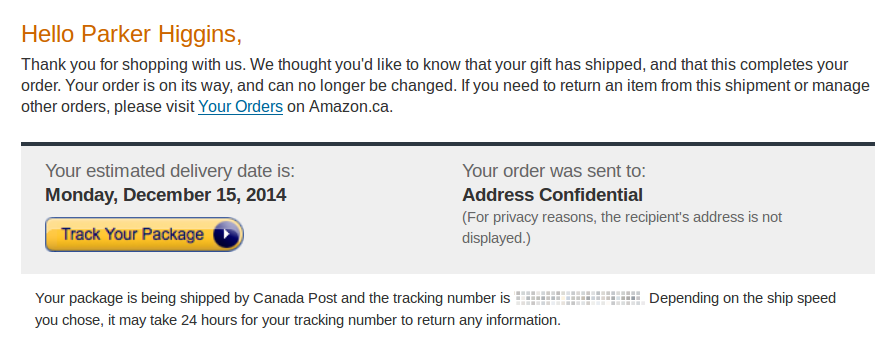 Hello Parker Higgins,
Thank you for shopping with us. We thought you'd like to know that your gift has shipped, and that this completes your
order. Your order is on its way, and can no longer be changed. If you need to return an item from this shipment or manage
other orders, please visit Your Orders on Amazon.ca.
Your estimated delivery date is:
Monday, December 15, 2014
Track Your Package
Your order was sent to:
Address Confidential
(For privacy reasons, the recipient's address is not
displayed.)
Your package is being shipped by Canada Post and the tracking number is . Depending on the ship speed
you chose, it may take 24 hours for your tracking number to return any information.